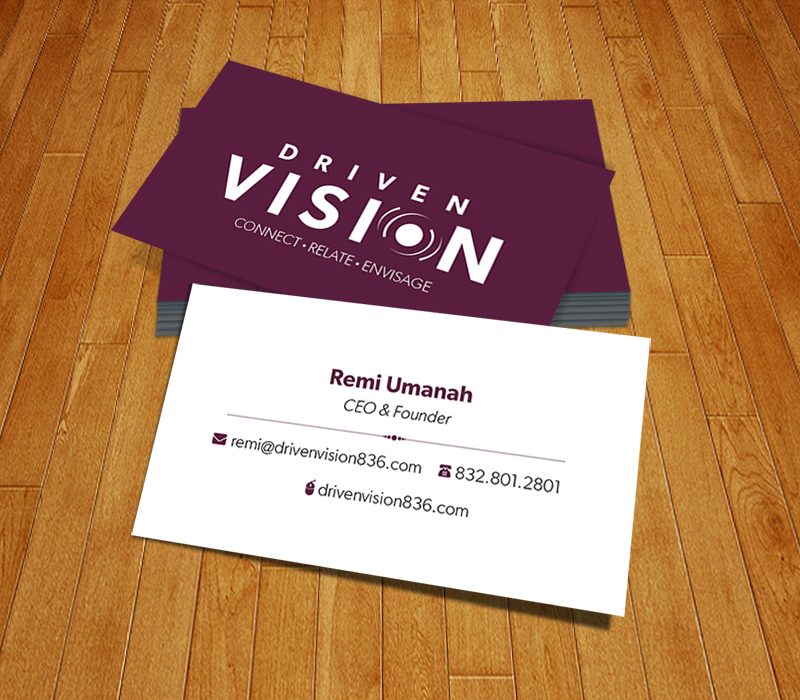 DRIVEN
VISION
CONNECT • RELATE • ENVISAGE
Remi Umanah
CEO & Founder
remi@drivenvision836.com 832.801.2801
drivenvision836.com